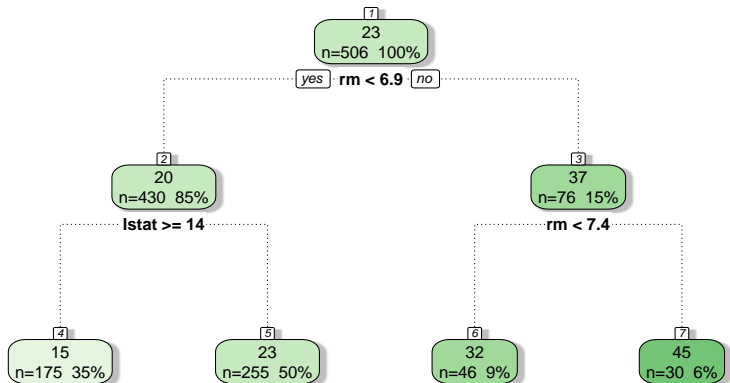 1
23
n=506 100%
yes rm < 6.9 no
2
20
n=430 85%
3
37
n=76 15%
lstat >= 14
rm < 7.4
4
15
n=175 35%
5
23
n=255 50%
6
32
n=46 9%
7
45
n=30 6%